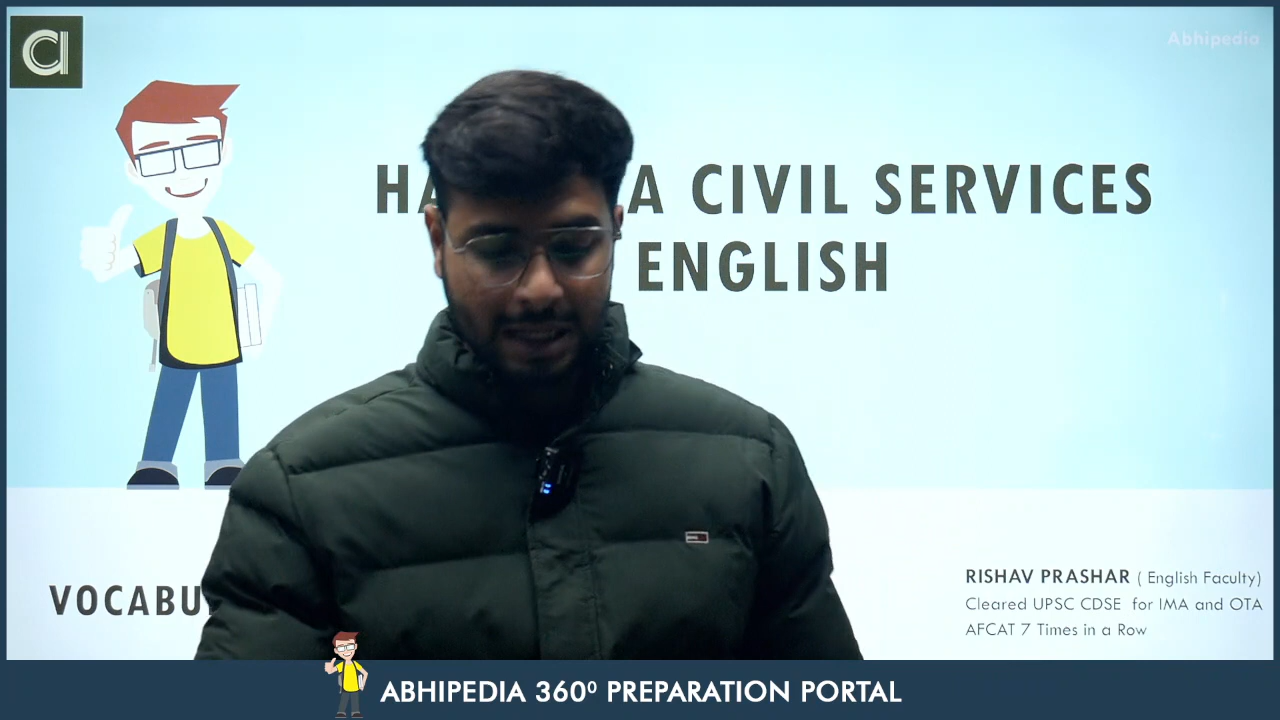 Abhipedia
HA A CIVIL SERVICES
ENGLISH
VOCABU
RISHAV PRASHAR ( English Faculty)
Cleared UPSC CDSE for IMA and OTA
AFCAT 7 Times in a Row
ABHIPEDIA 360⁰ PREPARATION PORTAL